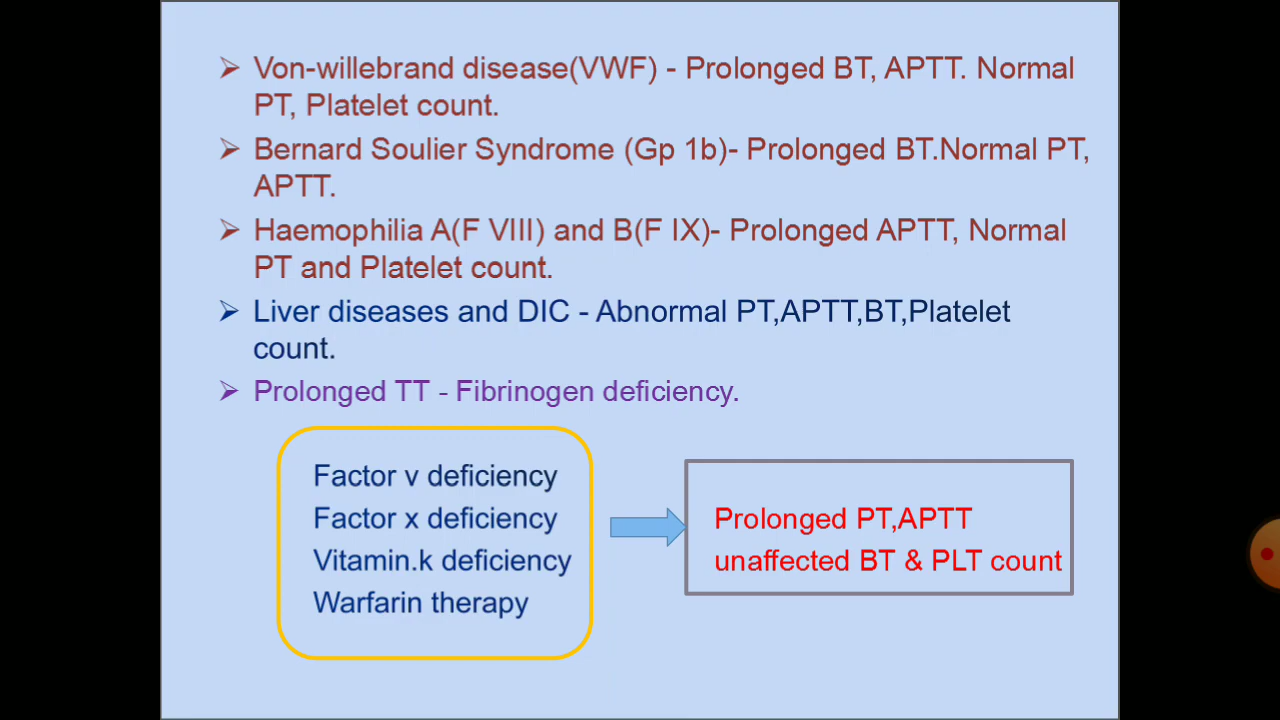 Von-willebrand disease(VWF) - Prolonged BT, APTT. Normal
PT, Platelet count.
Bernard Soulier Syndrome (Gp 1b)- Prolonged BT.Normal PT,
APTT.
Haemophilia A(F VIII) and B(F IX)- Prolonged APTT, Normal
PT and Platelet count.
Liver diseases and DIC - Abnormal PT,APTT,BT,Platelet
count.
Prolonged TT - Fibrinogen deficiency.
Factor v deficiency
Factor x deficiency
Vitamin.k deficiency
Warfarin therapy
Prolonged PT,APTT
unaffected BT & PLT count